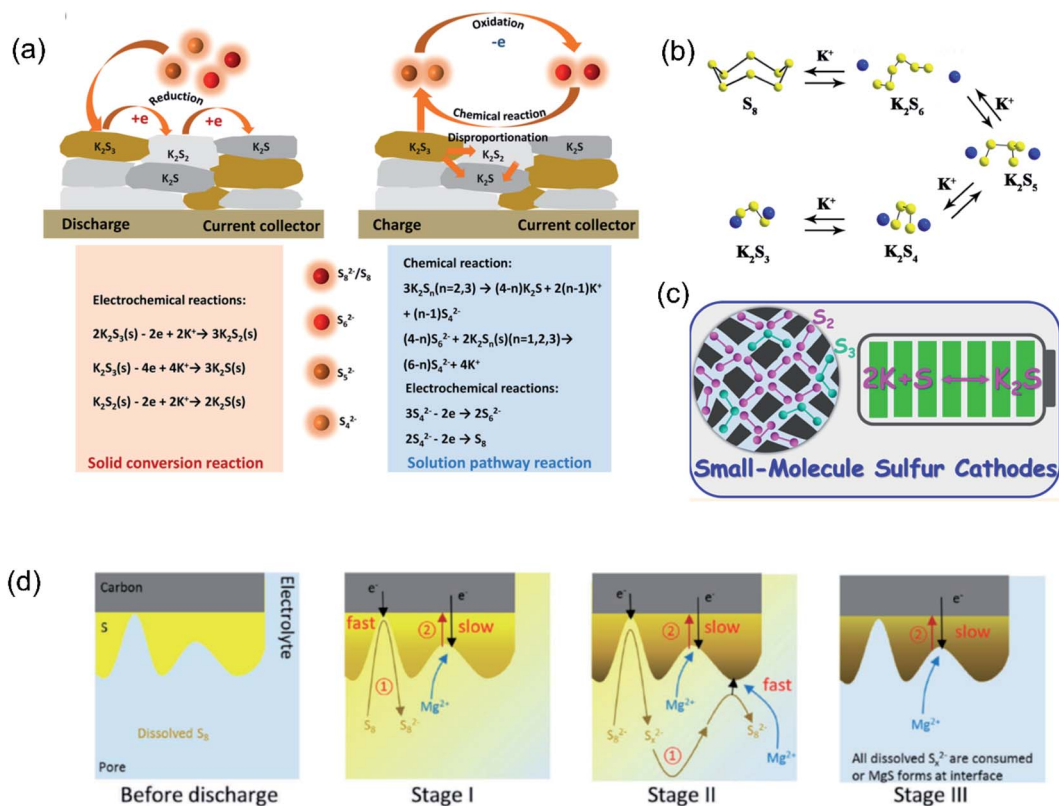 (a)
Reduction
+e
+e
K₂S₃
K₂S₂
K₂S
K₂S
Discharge
Current collector
Electrochemical reactions:
2K₂S₃(s) - 2e + 2K⁺→ 3K₂S₂(s)
K₂S₃(s) - 4e + 4K⁺→ 3K₂S(s)
K₂S₂(s) - 2e + 2K⁺→ 2K₂S(s)
Solid conversion reaction
S₈²⁻/S₈
S₆²⁻
S₅²⁻
S₄²⁻
Oxidation
-e
Chemical reaction
Disproportionation
K₂S₃
K₂S₂
K₂S
K₂S
Charge
Current collector
Chemical reaction:
3K₂Sₙ(n=2,3) → (4-n)K₂S + 2(n-1)K⁺
+ (n-1)S₄²⁻
(4-n)S₆²⁻ + 2K₂Sₙ(s)(n=1,2,3)→
(6-n)S₄²⁻+ 4K⁺
Electrochemical reactions:
3S₄²⁻ - 2e → 2S₆²⁻
2S₄²⁻ - 2e → S₈
Solution pathway reaction
(b)
S₈
K⁺
K₂S₆
K⁺
K₂S₅
K⁺
K₂S₄
K⁺
K₂S₃
(c)
S₂
S₃
2K+S
K₂S
Small-Molecule Sulfur Cathodes
(d)
Carbon
S
Electrolyte
Dissolved S₈
Pore
Before discharge
e⁻
e⁻
fast
②
slow
①
Mg²⁺
S₈
S₈²⁻
Stage I
e⁻
e⁻
②
slow
fast
Mg²⁺
S₈²⁻
Sₓ²⁻
S₈²⁻
①
Mg²⁺
Stage II
e⁻
②
slow
Mg²⁺
All dissolved Sₓ²⁻ are consumed
or MgS forms at interface
Stage III